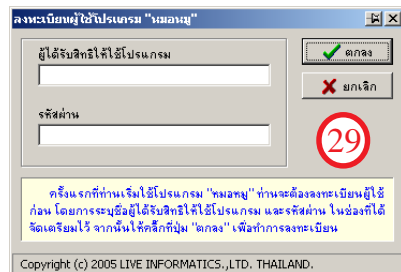 ลงทะเบียนผู้ใช้โปรแกรม "หมอหมู"
ผู้ได้รับสิทธิให้ใช้โปรแกรม
ตกลง
ยกเลิก
รหัสผ่าน
29
ครั้งแรกที่ท่านเริ่มใช้โปรแกรม "หมอหมู" ท่านจะต้องลงทะเบียนผู้ใช้
ก่อน โดยการระบุชื่อผู้ได้รับสิทธิให้ใช้โปรแกรม และรหัสผ่าน ในช่องที่ได้
จัดเตรียมไว้ จากนั้นให้คลิ๊กที่ปุ่ม "ตกลง" เพื่อทำการลงทะเบียน
Copyright (c) 2005 LIVE INFORMATICS.,LTD. THAILAND.